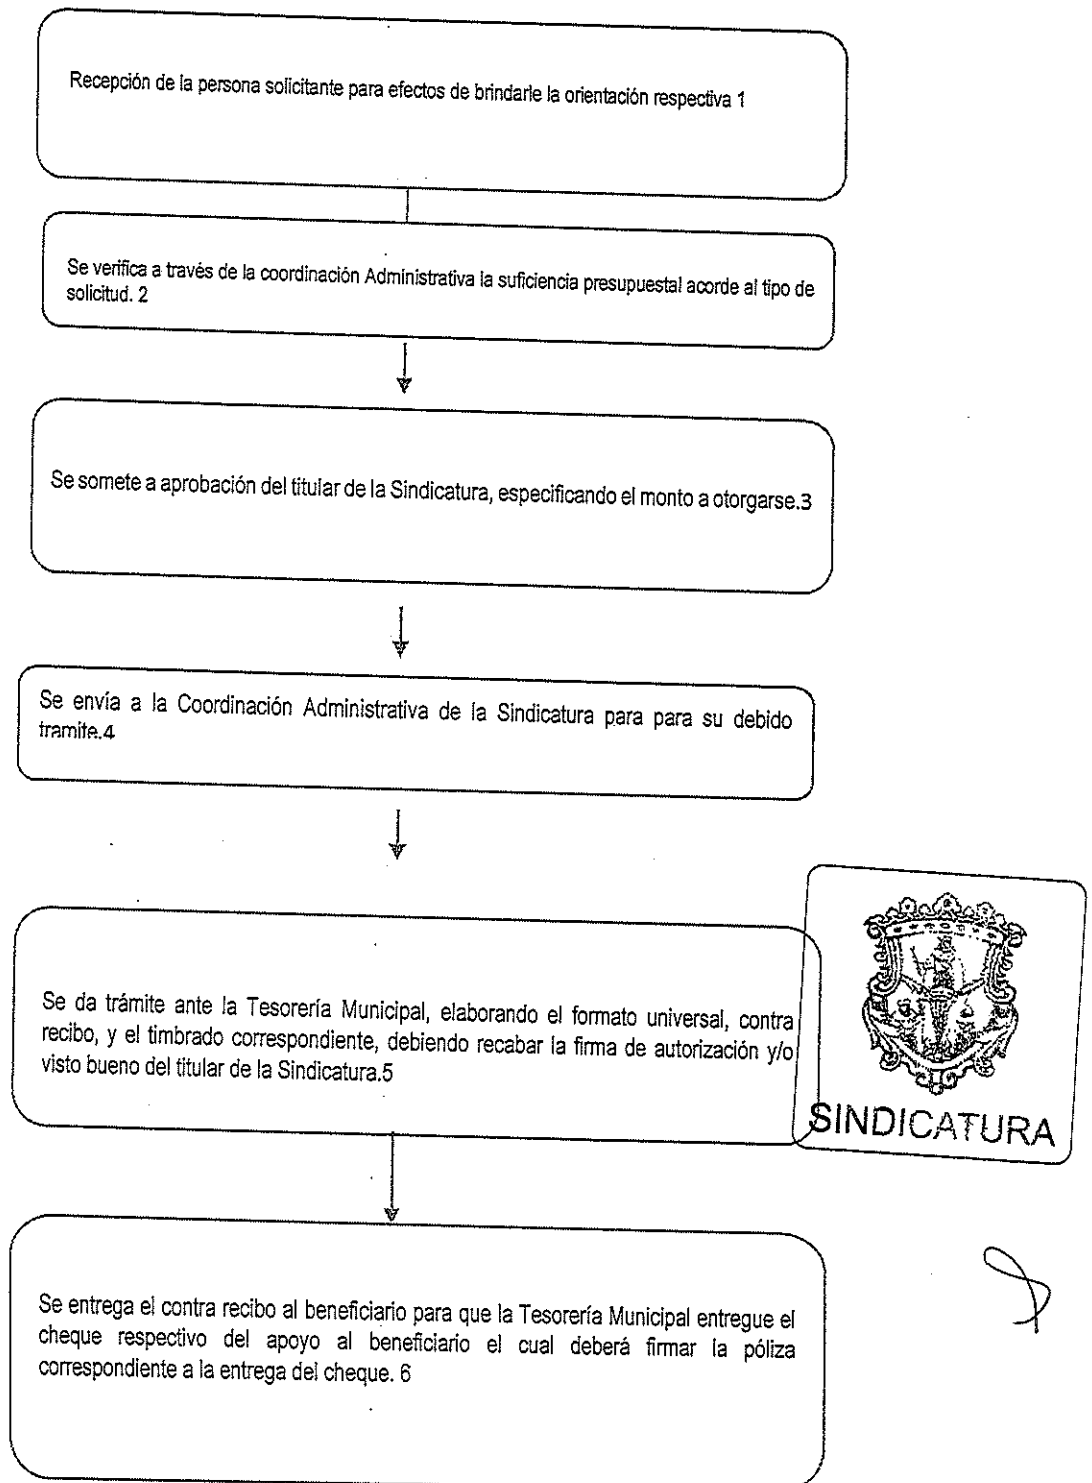 Recepción de la persona solicitante para efectos de brindarle la orientación respectiva 1
Se verifica a través de la coordinación Administrativa la suficiencia presupuestal acorde al tipo de
solicitud. 2
Se somete a aprobación del titular de la Sindicatura, especificando el monto a otorgarse.3
Se envía a la Coordinación Administrativa de la Sindicatura para para su debido
tramite.4
Se da trámite ante la Tesorería Municipal, elaborando el formato universal, contra
recibo, y el timbrado correspondiente, debiendo recabar la firma de autorización y/o
visto bueno del titular de la Sindicatura.5
SINDICATURA
Se entrega el contra recibo al beneficiario para que la Tesorería Municipal entregue el
cheque respectivo del apoyo al beneficiario el cual deberá firmar la póliza
correspondiente a la entrega del cheque. 6